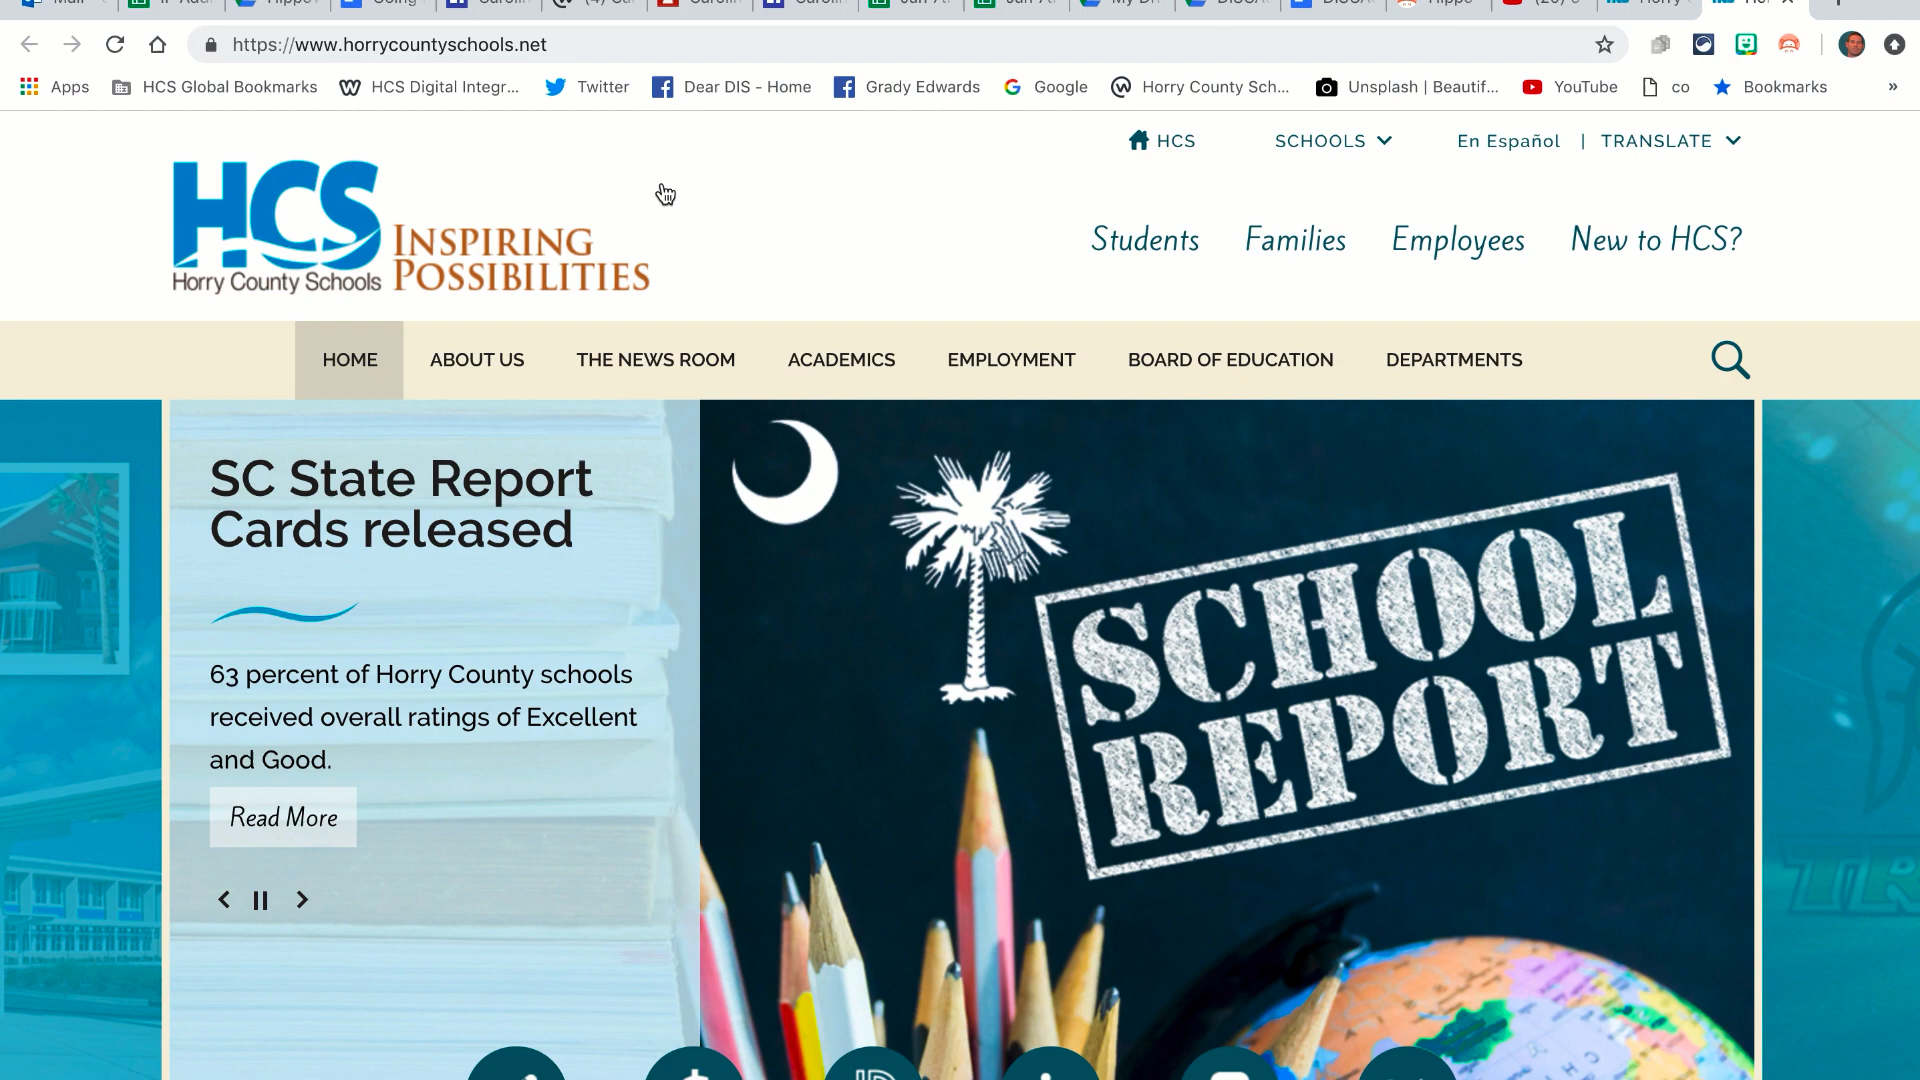 https://www.horrycountyschools.net
Apps
HCS Global Bookmarks
HCS Digital Integr...
Twitter
Dear DIS - Home
Grady Edwards
Google
Horry County Sch...
Unsplash | Beautif...
YouTube
co
Bookmarks
»
HCS
SCHOOLS
En Español | TRANSLATE
HCS
Horry County Schools
INSPIRING
POSSIBILITIES
Students
Families
Employees
New to HCS?
HOME
ABOUT US
THE NEWS ROOM
ACADEMICS
EMPLOYMENT
BOARD OF EDUCATION
DEPARTMENTS
SC State Report
Cards released
63 percent of Horry County schools
received overall ratings of Excellent
and Good.
Read More
SCHOOL
REPORT